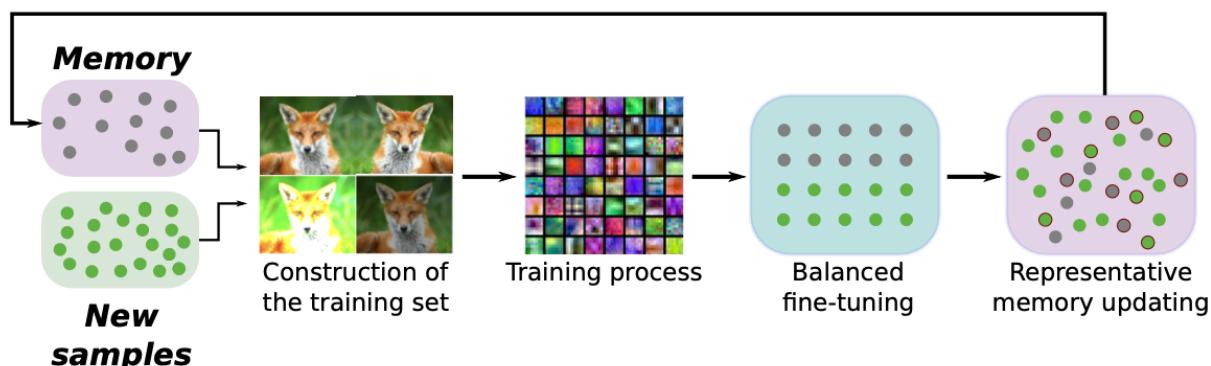 Memory
New
samples
Construction of
the training set
Training process
Balanced
fine-tuning
Representative
memory updating